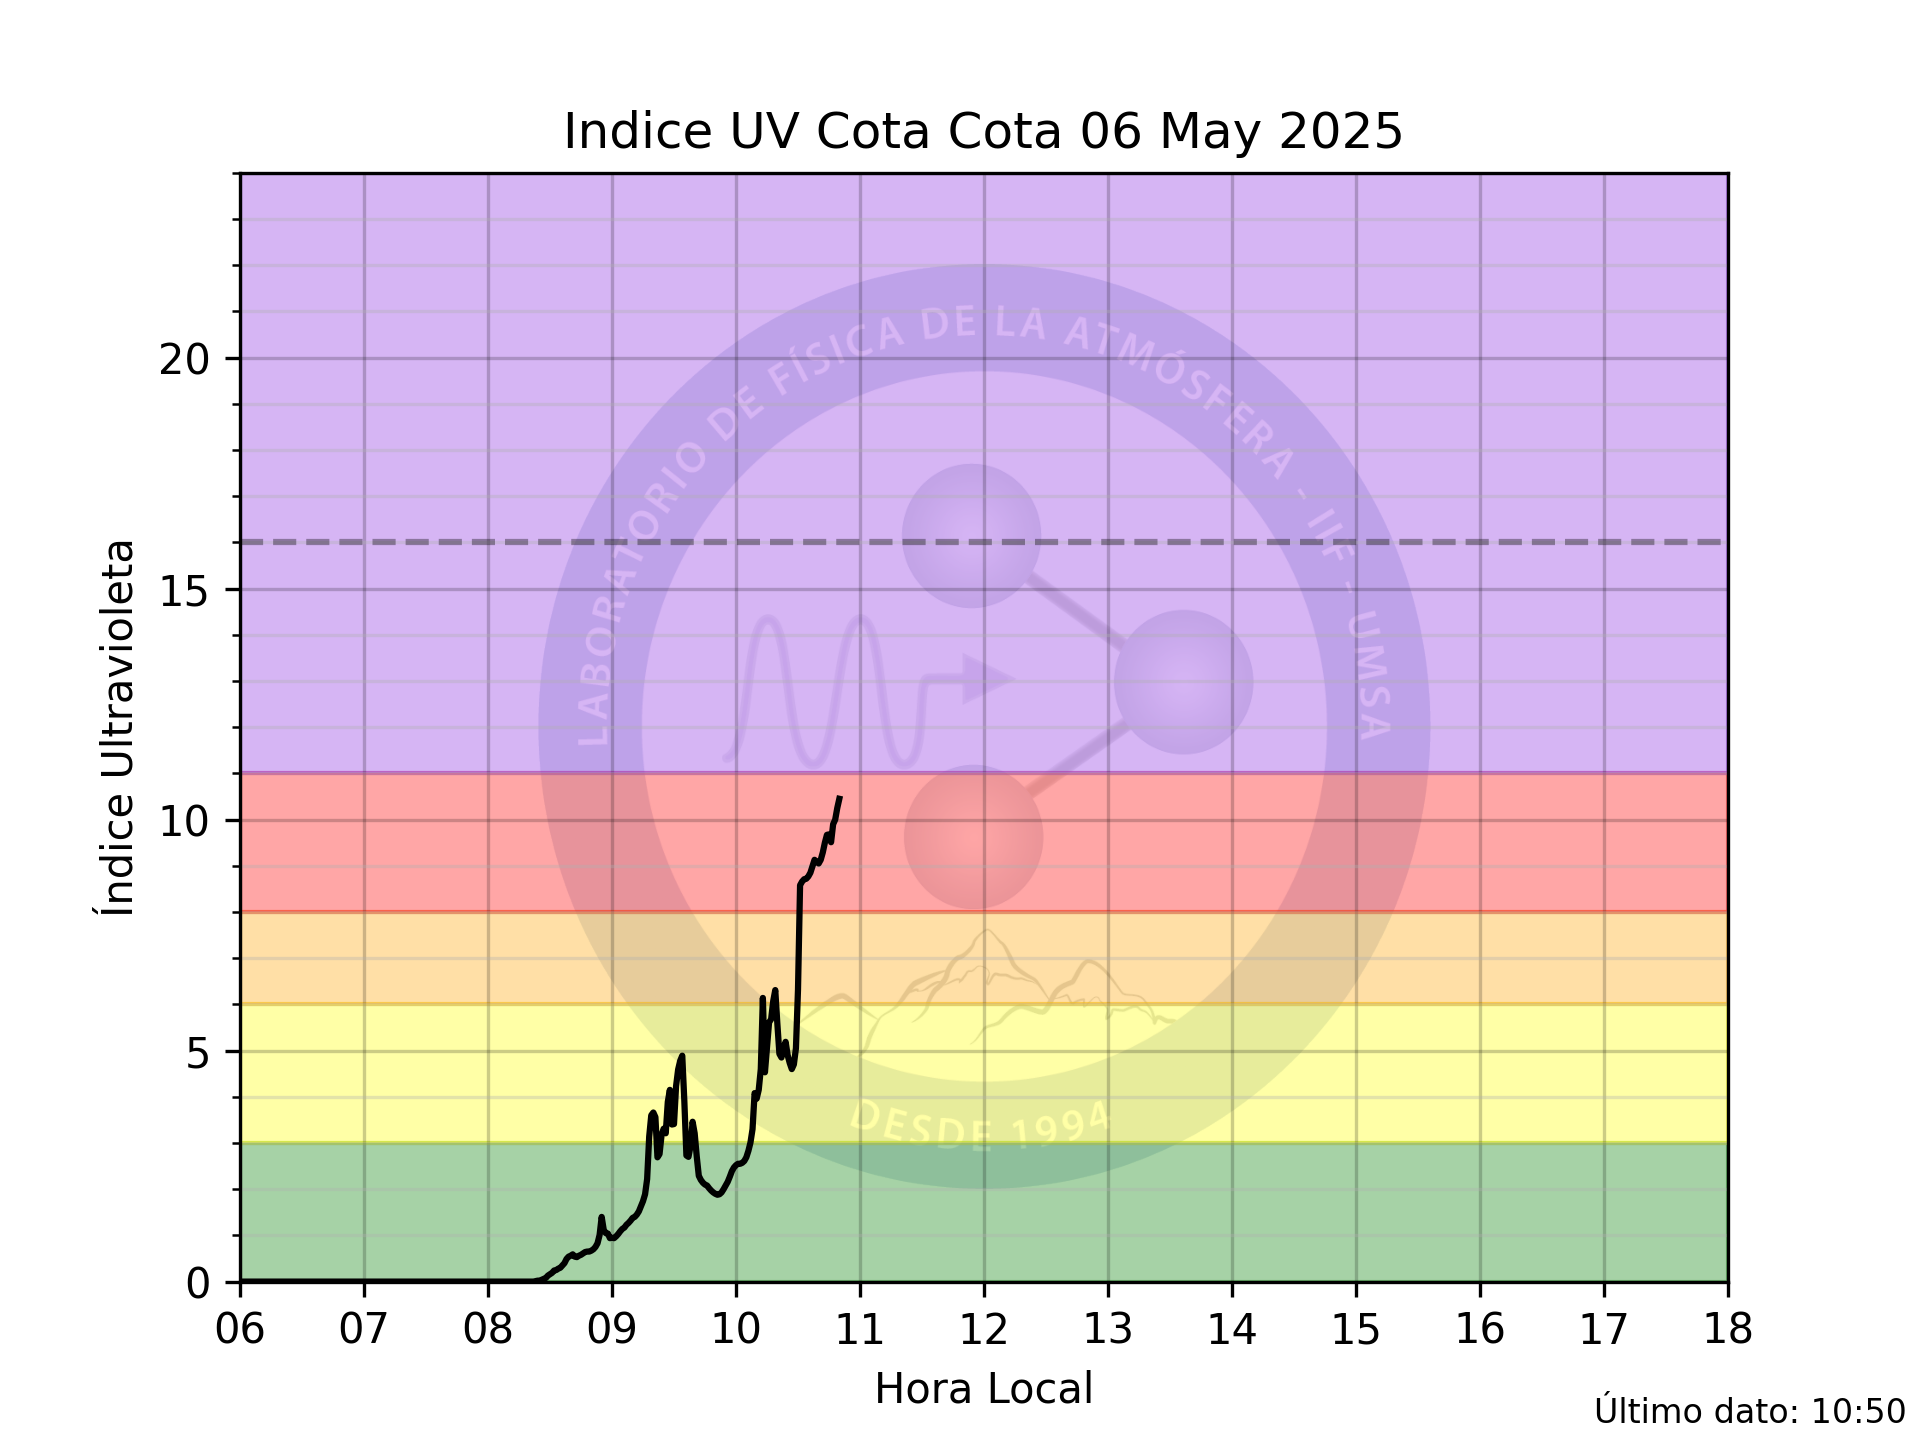 Indice UV Cota Cota 06 May 2025
Índice Ultravioleta
20
15
10
5
0
LABORATORIO DE FÍSICA DE LA ATMÓSFERA - IIF - UMSA
DESDE 1994
06 07 08 09 10 11 12 13 14 15 16 17 18
Hora Local
Último dato: 10:50